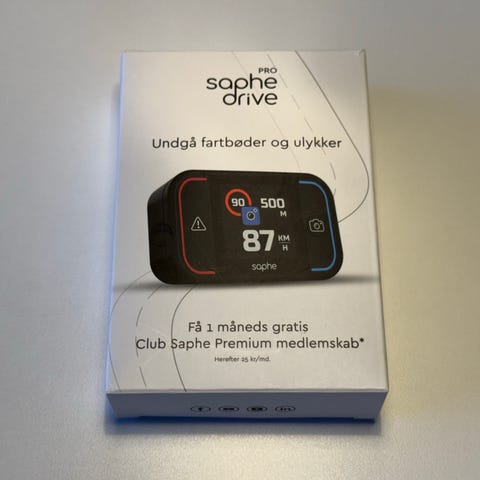 PRO
saphe
drive
Undgå fartbøder og ulykker
90 500
M
87 KM
H
saphe
Få 1 måneds gratis
Club Saphe Premium medlemskab*
Herefter 25 kr/md.